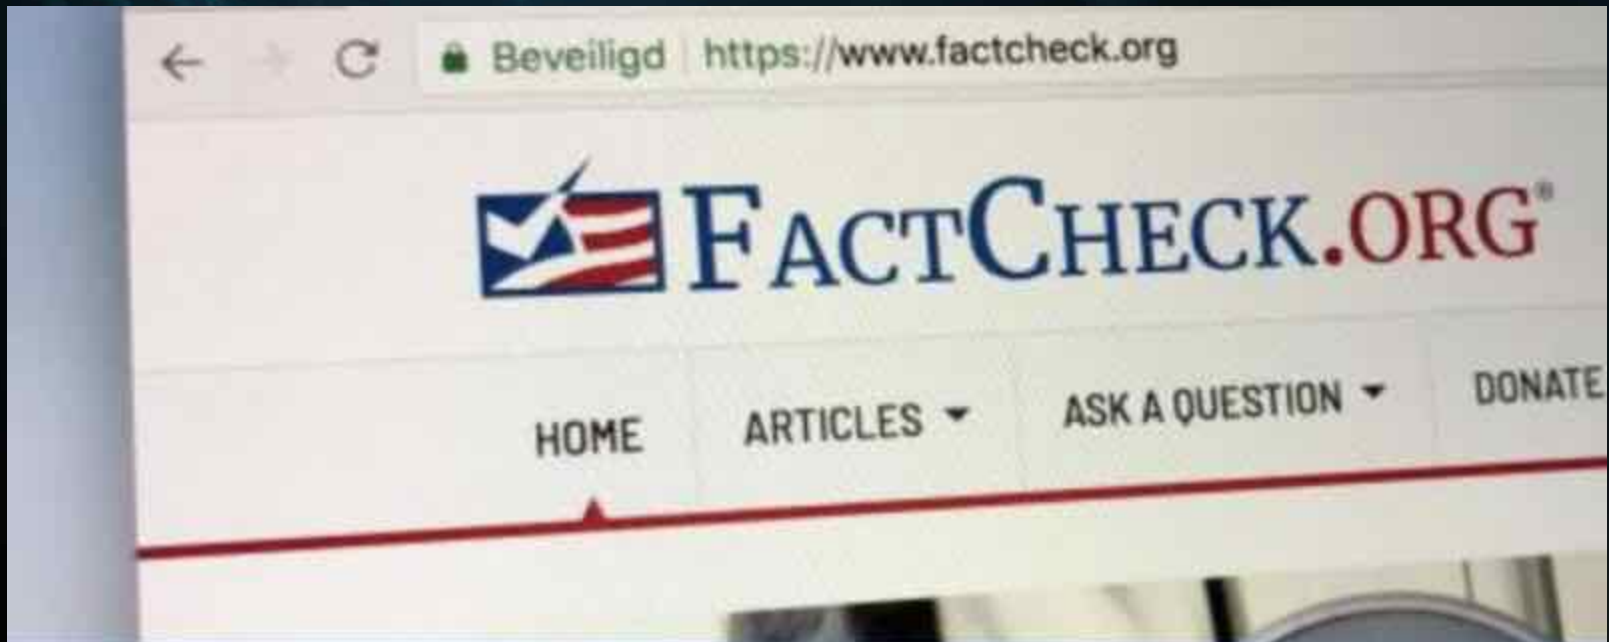 Beveiligd https://www.factcheck.org
FACTCHECK.ORG®
HOME ARTICLES ASK A QUESTION DONATE